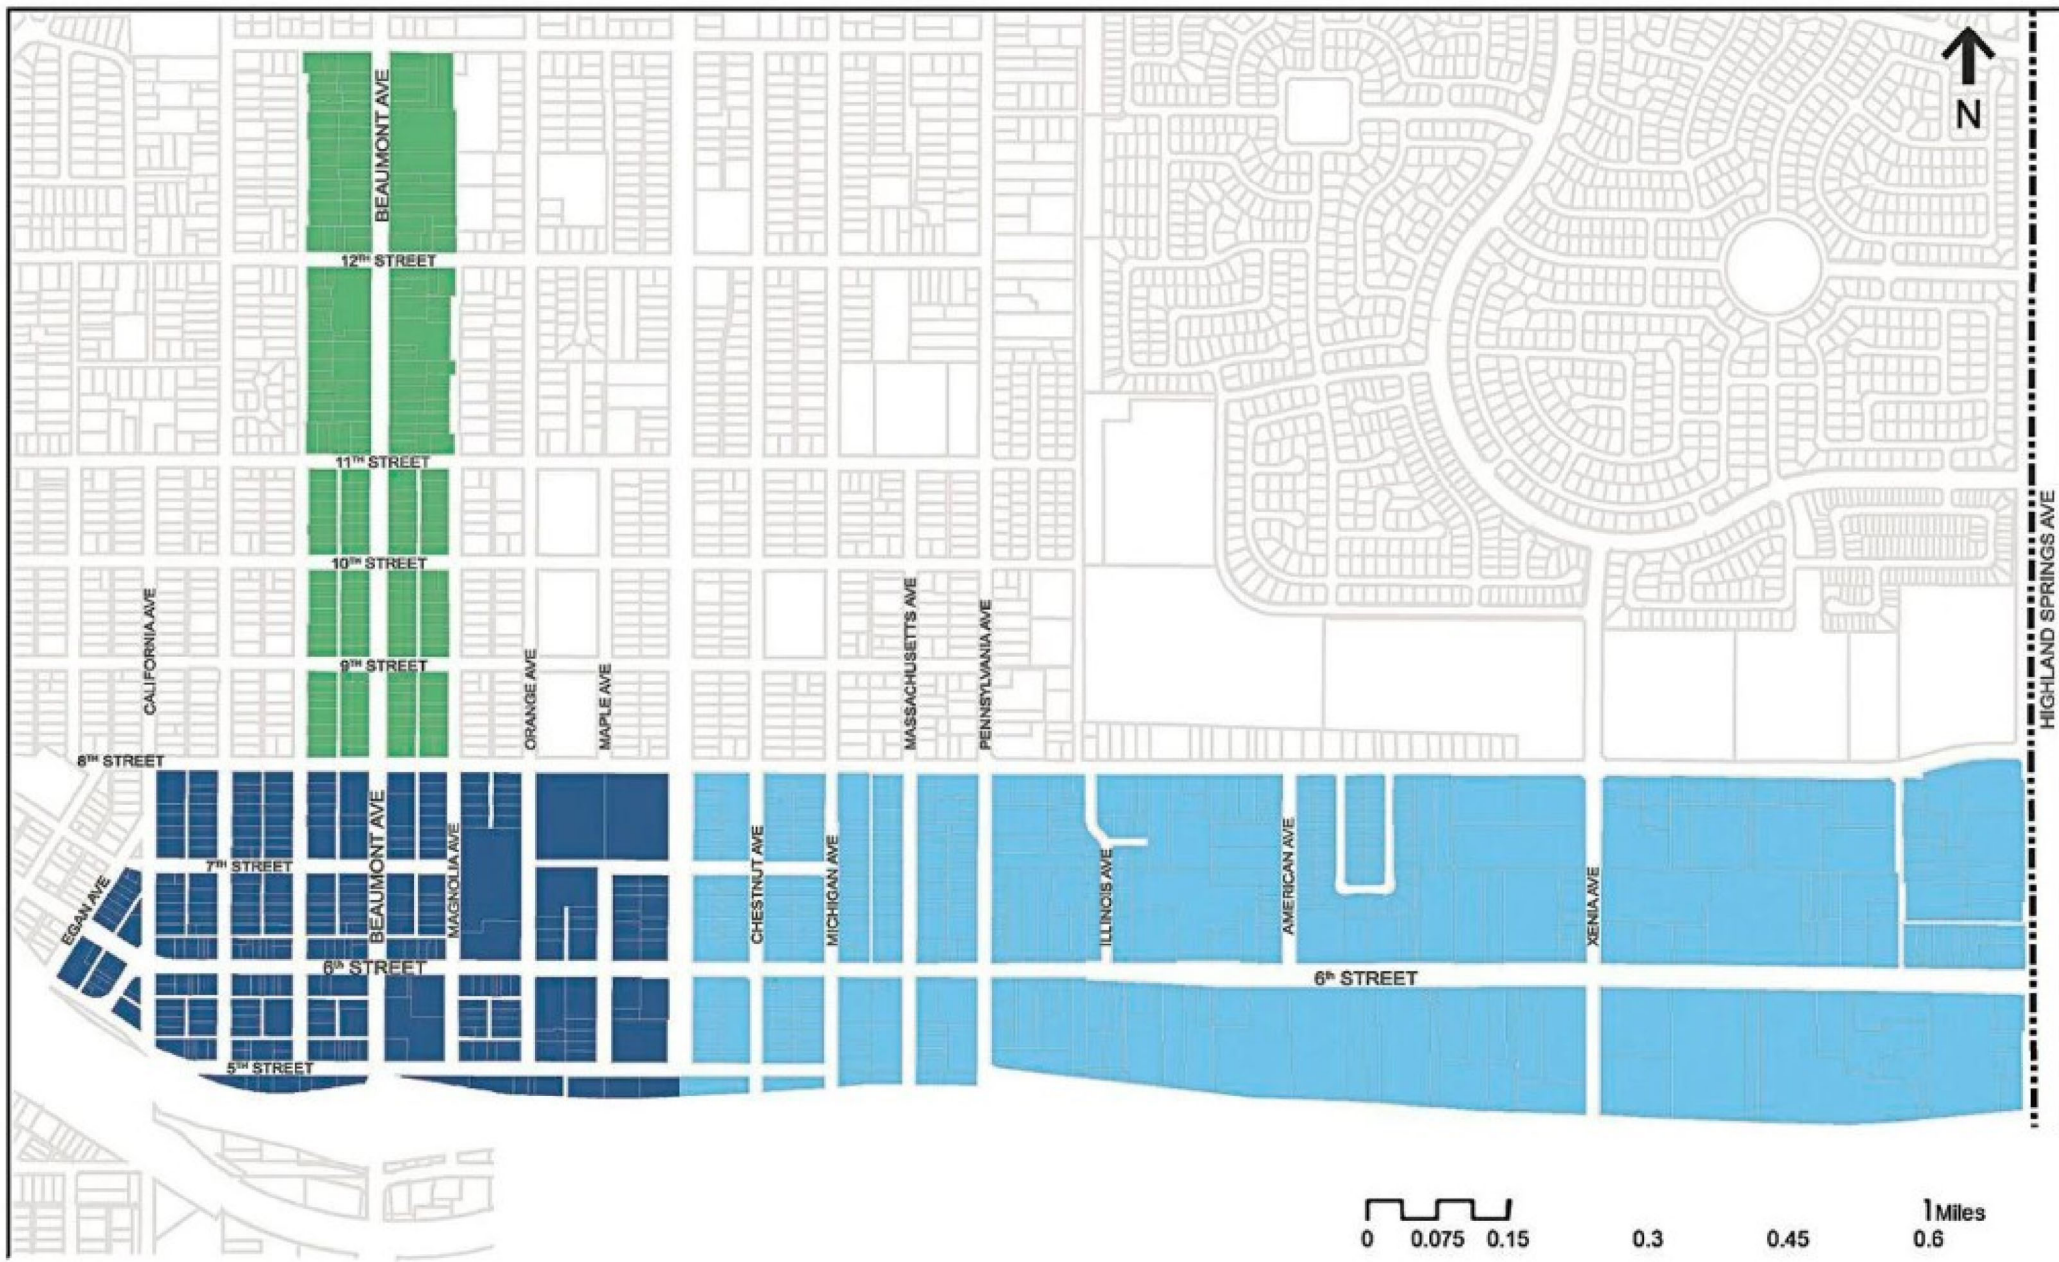 N
BEAUMONT AVE
12TH STREET
11TH STREET
10TH STREET
9TH STREET
CALIFORNIA AVE
ORANGE AVE
MAPLE AVE
MASSACHUSETTS AVE
PENNSYLVANIA AVE
HIGHLAND SPRINGS AVE
8TH STREET
7TH STREET
EGAN AVE
BEAUMONT AVE
MAGNOLIA AVE
CHESTNUT AVE
MICHIGAN AVE
ILLINOIS AVE
AMERICAN AVE
XENIA AVE
6th STREET
6th STREET
5TH STREET
1 Miles
0 0.075 0.15 0.3 0.45 0.6